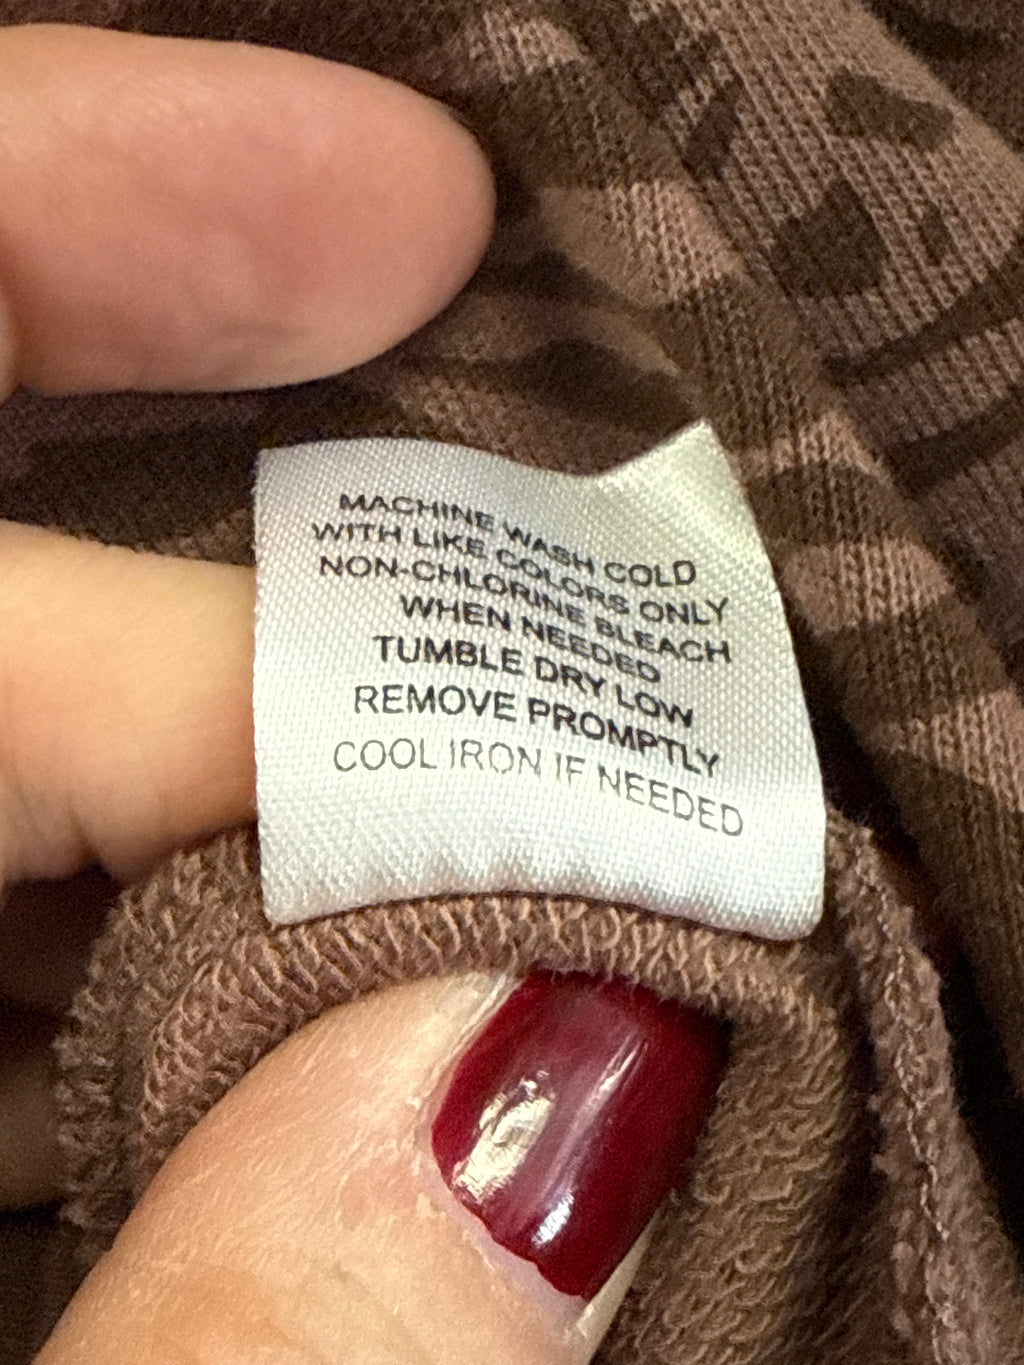 MACHINE WASH COLD
WITH LIKE COLORS ONLY
NON-CHLORINE BLEACH
WHEN NEEDED
TUMBLE DRY LOW
REMOVE PROMPTLY
COOL IRON IF NEEDED